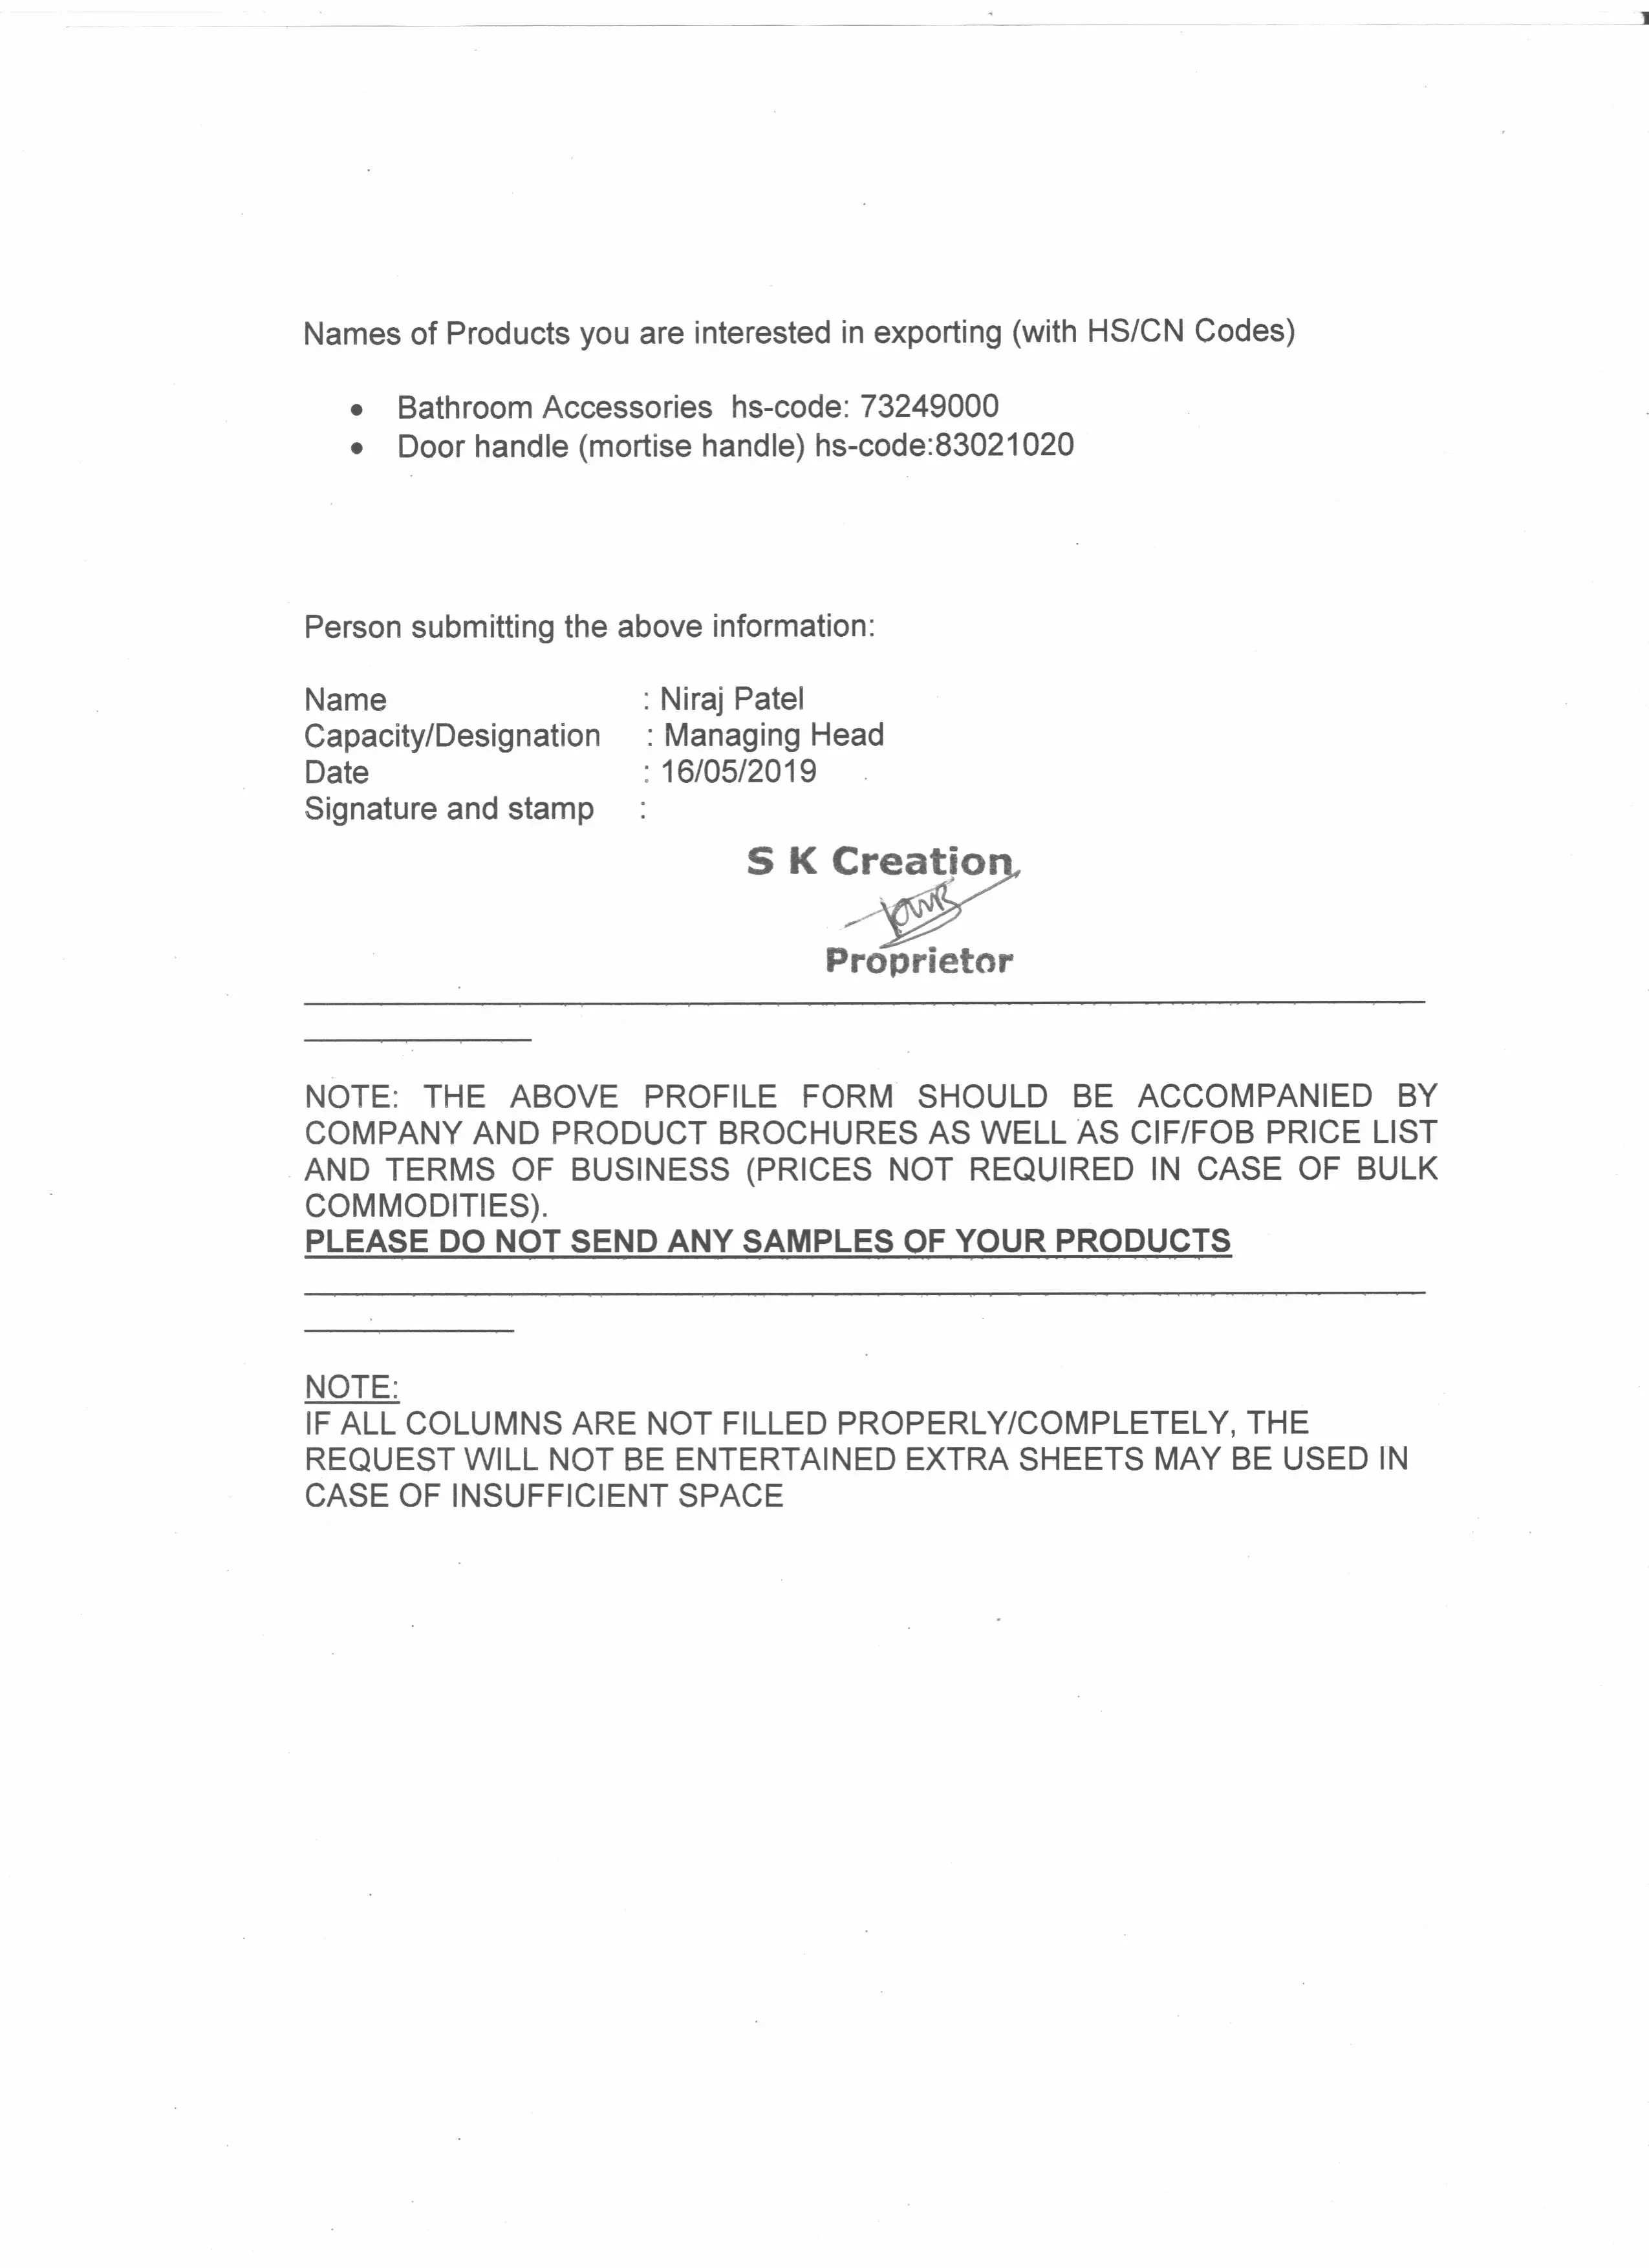 Names of Products you are interested in exporting (with HS/CN Codes)
• Bathroom Accessories hs-code: 73249000
• Door handle (mortise handle) hs-code:83021020
Person submitting the above information:
Name : Niraj Patel
Capacity/Designation : Managing Head
Date : 16/05/2019
Signature and stamp :
S K Creation
Proprietor
NOTE: THE ABOVE PROFILE FORM SHOULD BE ACCOMPANIED BY
COMPANY AND PRODUCT BROCHURES AS WELL AS CIF/FOB PRICE LIST
AND TERMS OF BUSINESS (PRICES NOT REQUIRED IN CASE OF BULK
COMMODITIES).
PLEASE DO NOT SEND ANY SAMPLES OF YOUR PRODUCTS
NOTE:
IF ALL COLUMNS ARE NOT FILLED PROPERLY/COMPLETELY, THE
REQUEST WILL NOT BE ENTERTAINED EXTRA SHEETS MAY BE USED IN
CASE OF INSUFFICIENT SPACE